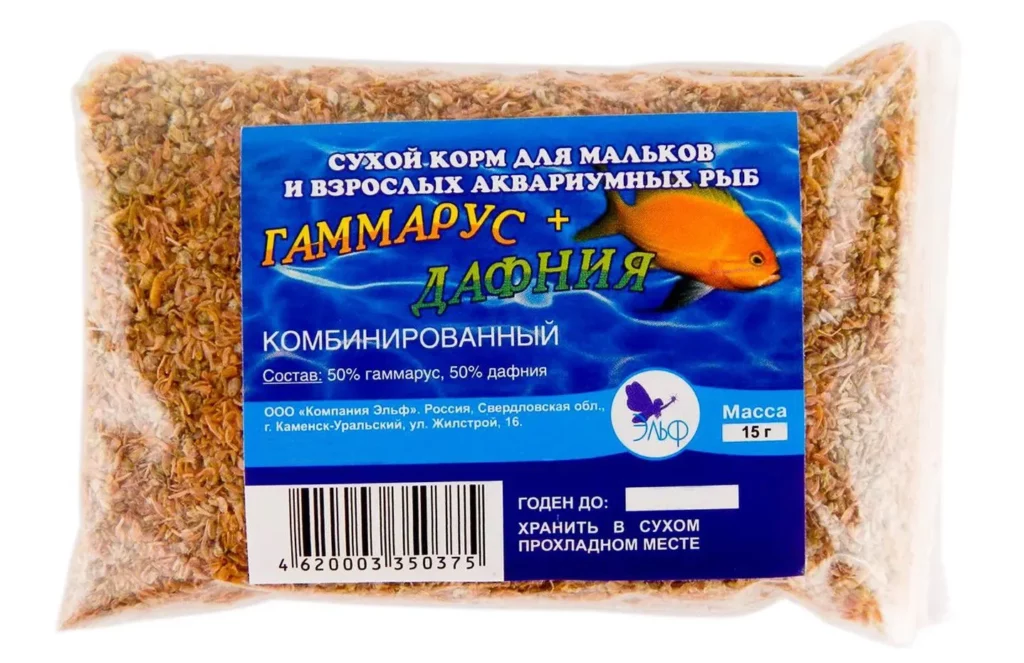 СУХОЙ КОРМ ДЛЯ МАЛЬКОВ
И ВЗРОСЛЫХ АКВАРИУМНЫХ РЫБ
ГАММАРУС +
ДАФНИЯ
КОМБИНИРОВАННЫЙ
Состав: 50% гаммарус, 50% дафния
ООО «Компания Эльф». Россия, Свердловская обл.,
г. Каменск-Уральский, ул. Жилстрой, 16.
ЭЛЬФ
Масса
15 г
4 620003 350375
ГОДЕН ДО:
ХРАНИТЬ В СУХОМ
ПРОХЛАДНОМ МЕСТЕ